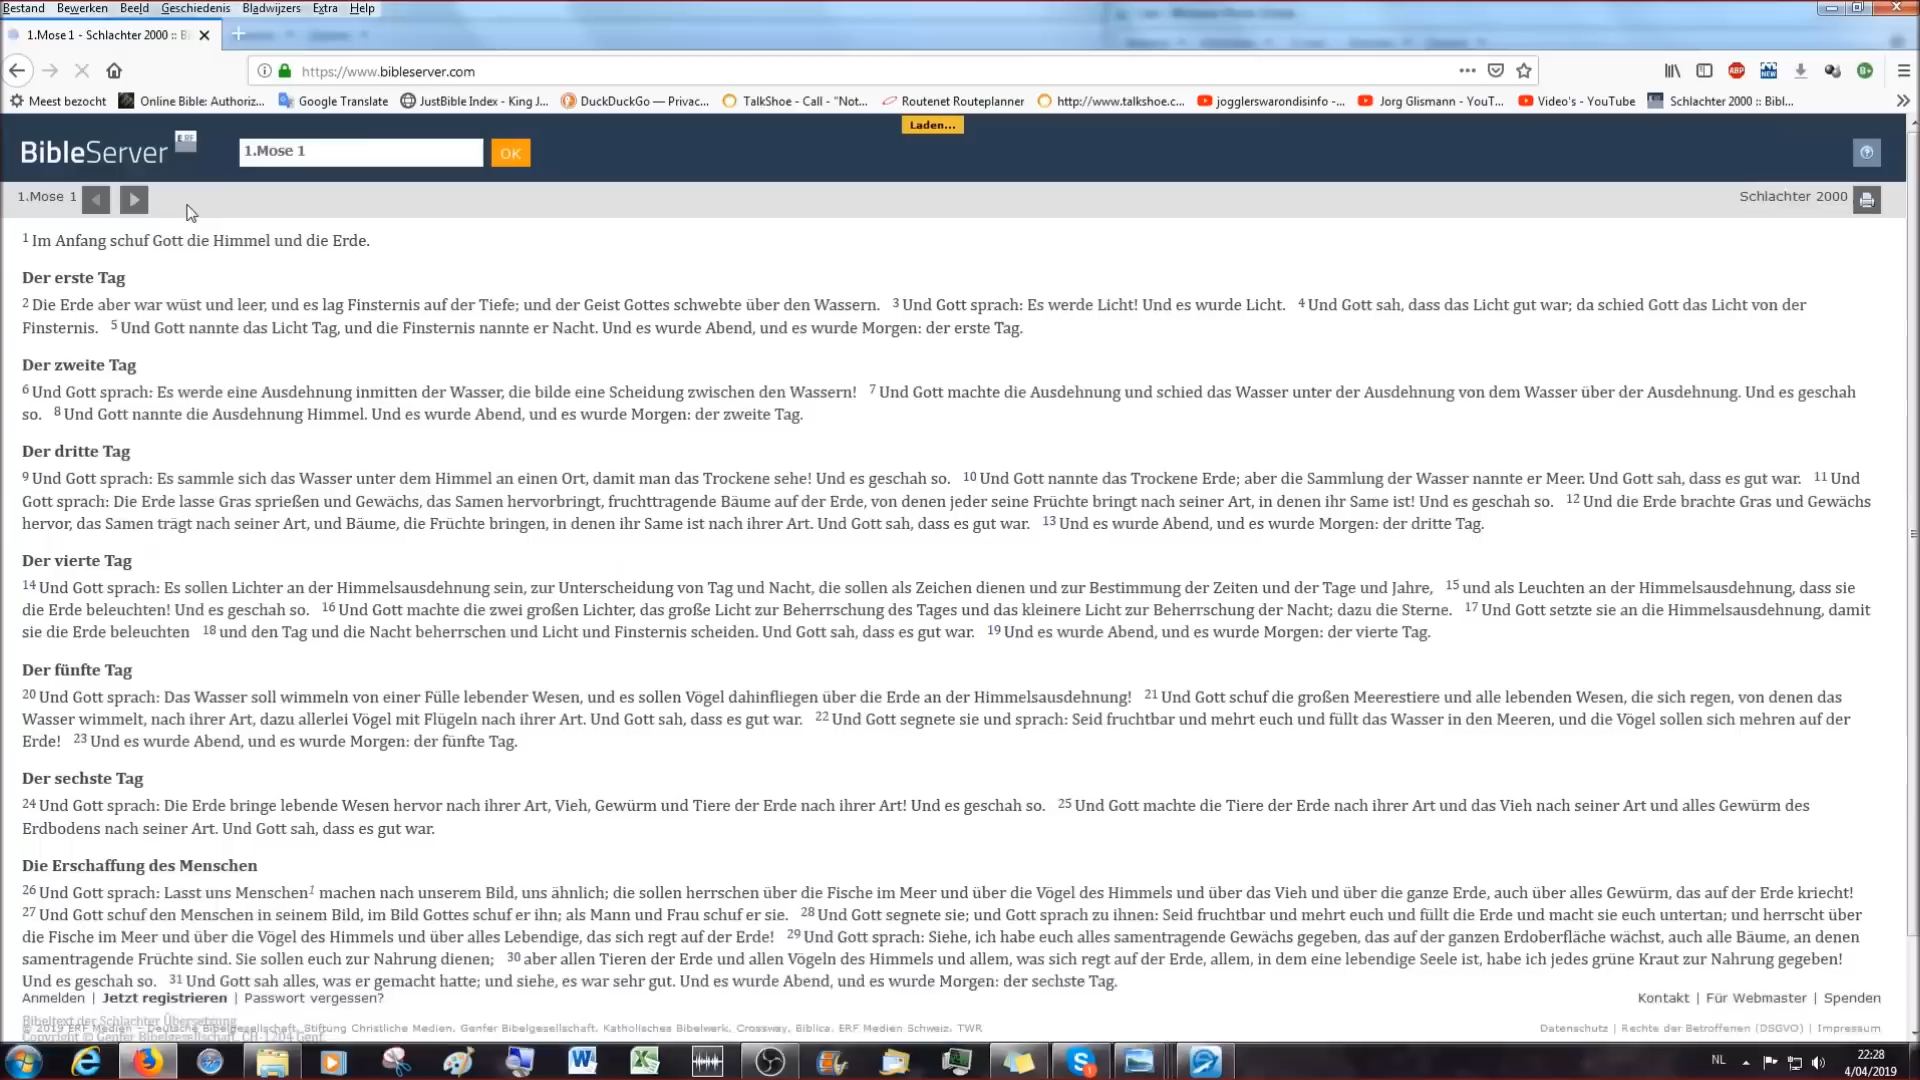 Bestand Bewerken Beeld Geschiedenis Bladwijzers Extra Help
1.Mose 1 - Schlachter 2000 :: B
https://www.bibleserver.com
Meest bezocht Online Bible: Authoriz... Google Translate JustBible Index - King J... DuckDuckGo — Privac... TalkShoe - Call - "Not... Routenet Routeplanner http://www.talkshoe.c... jogglerswarondisinfo -... Jorg Glismann - YouT... Video's - YouTube Schlachter 2000 :: Bibl...
Laden...
BibleServer ERF 1.Mose 1 OK
1.Mose 1 Schlachter 2000
1 Im Anfang schuf Gott die Himmel und die Erde.
Der erste Tag
2 Die Erde aber war wüst und leer, und es lag Finsternis auf der Tiefe; und der Geist Gottes schwebte über den Wassern. 3 Und Gott sprach: Es werde Licht! Und es wurde Licht. 4 Und Gott sah, dass das Licht gut war; da schied Gott das Licht von der
Finsternis. 5 Und Gott nannte das Licht Tag, und die Finsternis nannte er Nacht. Und es wurde Abend, und es wurde Morgen: der erste Tag.
Der zweite Tag
6 Und Gott sprach: Es werde eine Ausdehnung inmitten der Wasser, die bilde eine Scheidung zwischen den Wassern! 7 Und Gott machte die Ausdehnung und schied das Wasser unter der Ausdehnung von dem Wasser über der Ausdehnung. Und es geschah
so. 8 Und Gott nannte die Ausdehnung Himmel. Und es wurde Abend, und es wurde Morgen: der zweite Tag.
Der dritte Tag
9 Und Gott sprach: Es sammle sich das Wasser unter dem Himmel an einen Ort, damit man das Trockene sehe! Und es geschah so. 10 Und Gott nannte das Trockene Erde; aber die Sammlung der Wasser nannte er Meer. Und Gott sah, dass es gut war. 11 Und
Gott sprach: Die Erde lasse Gras sprießen und Gewächs, das Samen hervorbringt, fruchttragende Bäume auf der Erde, von denen jeder seine Früchte bringt nach seiner Art, in denen ihr Same ist! Und es geschah so. 12 Und die Erde brachte Gras und Gewächs
hervor, das Samen trägt nach seiner Art, und Bäume, die Früchte bringen, in denen ihr Same ist nach ihrer Art. Und Gott sah, dass es gut war. 13 Und es wurde Abend, und es wurde Morgen: der dritte Tag.
Der vierte Tag
14 Und Gott sprach: Es sollen Lichter an der Himmelsausdehnung sein, zur Unterscheidung von Tag und Nacht, die sollen als Zeichen dienen und zur Bestimmung der Zeiten und der Tage und Jahre, 15 und als Leuchten an der Himmelsausdehnung, dass sie
die Erde beleuchten! Und es geschah so. 16 Und Gott machte die zwei großen Lichter, das große Licht zur Beherrschung des Tages und das kleinere Licht zur Beherrschung der Nacht; dazu die Sterne. 17 Und Gott setzte sie an die Himmelsausdehnung, damit
sie die Erde beleuchten 18 und den Tag und die Nacht beherrschen und Licht und Finsternis scheiden. Und Gott sah, dass es gut war. 19 Und es wurde Abend, und es wurde Morgen: der vierte Tag.
Der fünfte Tag
20 Und Gott sprach: Das Wasser soll wimmeln von einer Fülle lebender Wesen, und es sollen Vögel dahinfliegen über die Erde an der Himmelsausdehnung! 21 Und Gott schuf die großen Meerestiere und alle lebenden Wesen, die sich regen, von denen das
Wasser wimmelt, nach ihrer Art, dazu allerlei Vögel mit Flügeln nach ihrer Art. Und Gott sah, dass es gut war. 22 Und Gott segnete sie und sprach: Seid fruchtbar und mehrt euch und füllt das Wasser in den Meeren, und die Vögel sollen sich mehren auf der
Erde! 23 Und es wurde Abend, und es wurde Morgen: der fünfte Tag.
Der sechste Tag
24 Und Gott sprach: Die Erde bringe lebende Wesen hervor nach ihrer Art, Vieh, Gewürm und Tiere der Erde nach ihrer Art! Und es geschah so. 25 Und Gott machte die Tiere der Erde nach ihrer Art und das Vieh nach seiner Art und alles Gewürm des
Erdbodens nach seiner Art. Und Gott sah, dass es gut war.
Die Erschaffung des Menschen
26 Und Gott sprach: Lasst uns Menschen1 machen nach unserem Bild, uns ähnlich; die sollen herrschen über die Fische im Meer und über die Vögel des Himmels und über das Vieh und über die ganze Erde, auch über alles Gewürm, das auf der Erde kriecht!
27 Und Gott schuf den Menschen in seinem Bild, im Bild Gottes schuf er ihn; als Mann und Frau schuf er sie. 28 Und Gott segnete sie; und Gott sprach zu ihnen: Seid fruchtbar und mehrt euch und füllt die Erde und macht sie euch untertan; und herrscht über
die Fische im Meer und über die Vögel des Himmels und über alles Lebendige, das sich regt auf der Erde! 29 Und Gott sprach: Siehe, ich habe euch alles samentragende Gewächs gegeben, das auf der ganzen Erdoberfläche wächst, auch alle Bäume, an denen
samentragende Früchte sind. Sie sollen euch zur Nahrung dienen; 30 aber allen Tieren der Erde und allen Vögeln des Himmels und allem, was sich regt auf der Erde, allem, in dem eine lebendige Seele ist, habe ich jedes grüne Kraut zur Nahrung gegeben!
Und es geschah so. 31 Und Gott sah alles, was er gemacht hatte; und siehe, es war sehr gut. Und es wurde Abend, und es wurde Morgen: der sechste Tag.
Anmelden | Jetzt registrieren | Passwort vergessen? Kontakt | Für Webmaster | Spenden
Bibeltext der Schlachter Übersetzung
© 2019 ERF Medien – Deutsche Bibelgesellschaft, Stiftung Christliche Medien, Genfer Bibelgesellschaft, Katholisches Bibelwerk, Crossway, Biblica, ERF Medien Schweiz, TWR Datenschutz | Rechte der Betroffenen (DSGVO) | Impressum
Copyright © Genfer Bibelgesellschaft, CH-1204 Genf
NL 22:28
4/04/2019